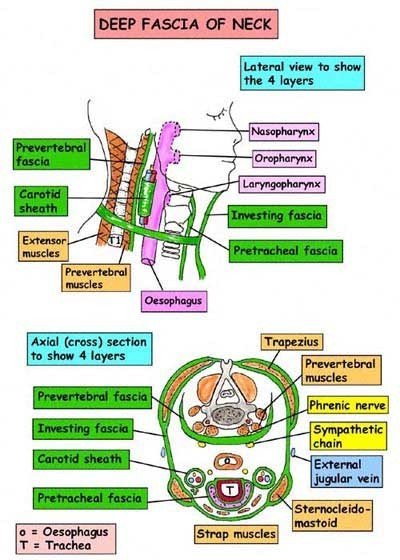 DEEP FASCIA OF NECK
Lateral view to show
the 4 layers
Prevertebral
fascia
Carotid
sheath
Extensor
muscles
T1
Prevertebral
muscles
Oesophagus
Nasopharynx
Oropharynx
Laryngopharynx
Investing fascia
Pretracheal fascia
Axial (cross) section
to show 4 layers
Prevertebral fascia
Investing fascia
Carotid sheath
Pretracheal fascia
o = Oesophagus
T = Trachea
Trapezius
Prevertebral
muscles
Phrenic nerve
Sympathetic
chain
External
jugular vein
Sternocleido-
mastoid
Strap muscles
o
T